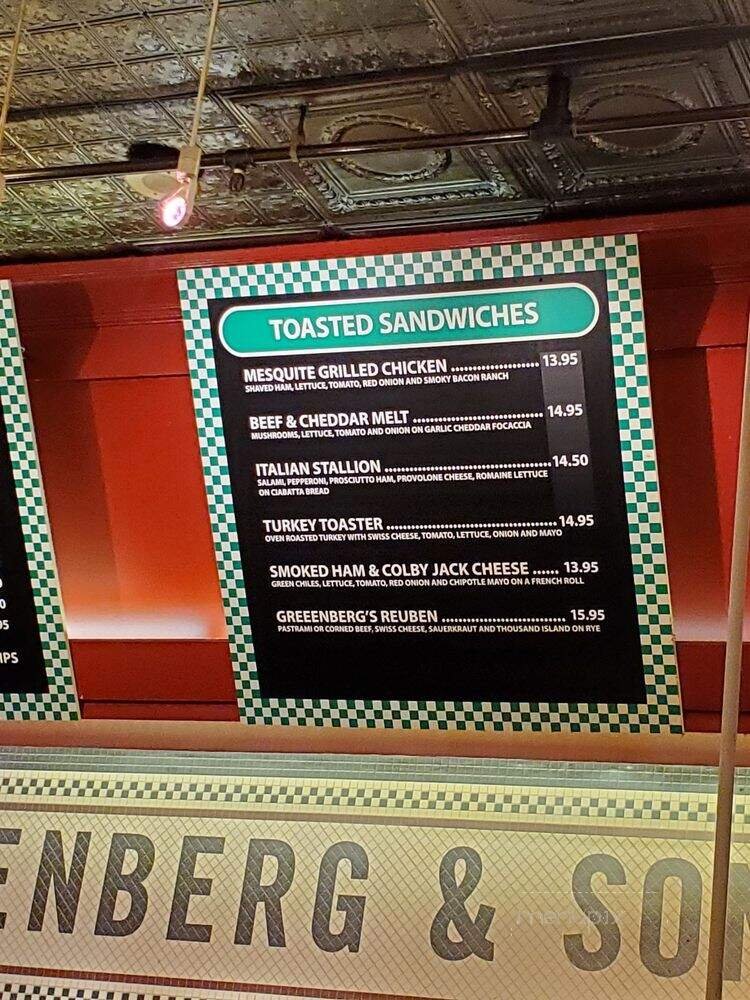 TOASTED SANDWICHES
MESQUITE GRILLED CHICKEN .................... 13.95
SHAVED HAM, LETTUCE, TOMATO, RED ONION AND SMOKY BACON RANCH
BEEF & CHEDDAR MELT ............................. 14.95
MUSHROOMS, LETTUCE, TOMATO AND ONION ON GARLIC CHEDDAR FOCACCIA
ITALIAN STALLION .....................................14.50
SALAMI, PEPPERONI, PROSCIUTTO HAM, PROVOLONE CHEESE, ROMAINE LETTUCE
ON CIABATTA BREAD
TURKEY TOASTER ...................................... 14.95
OVEN ROASTED TURKEY WITH SWISS CHEESE, TOMATO, LETTUCE, ONION AND MAYO
SMOKED HAM & COLBY JACK CHEESE ...... 13.95
GREEN CHILES, LETTUCE, TOMATO, RED ONION AND CHIPOTLE MAYO ON A FRENCH ROLL
GREEENBERG'S REUBEN ............................ 15.95
PASTRAMI OR CORNED BEEF, SWISS CHEESE, SAUERKRAUT AND THOUSAND ISLAND ON RYE
0
95
IPS
ENBERG & SO